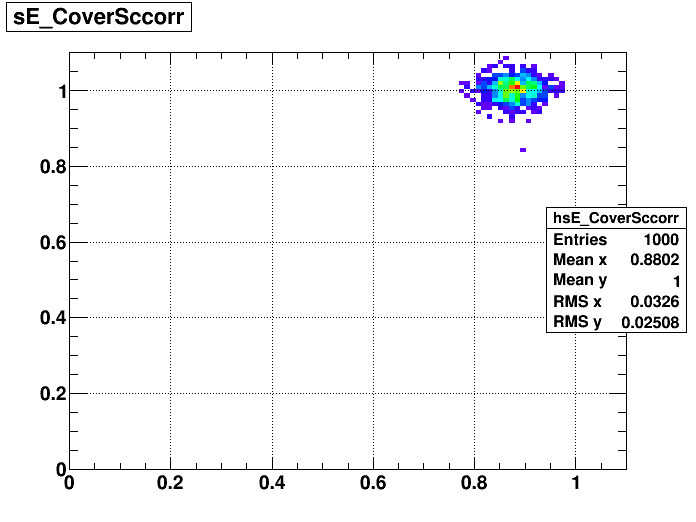 sE_CoverSccorr
1
0.8
0.6
0.4
0.2
0
0 0.2 0.4 0.6 0.8 1
hsE_CoverSccorr
Entries 1000
Mean x 0.8802
Mean y 1
RMS x 0.0326
RMS y 0.02508